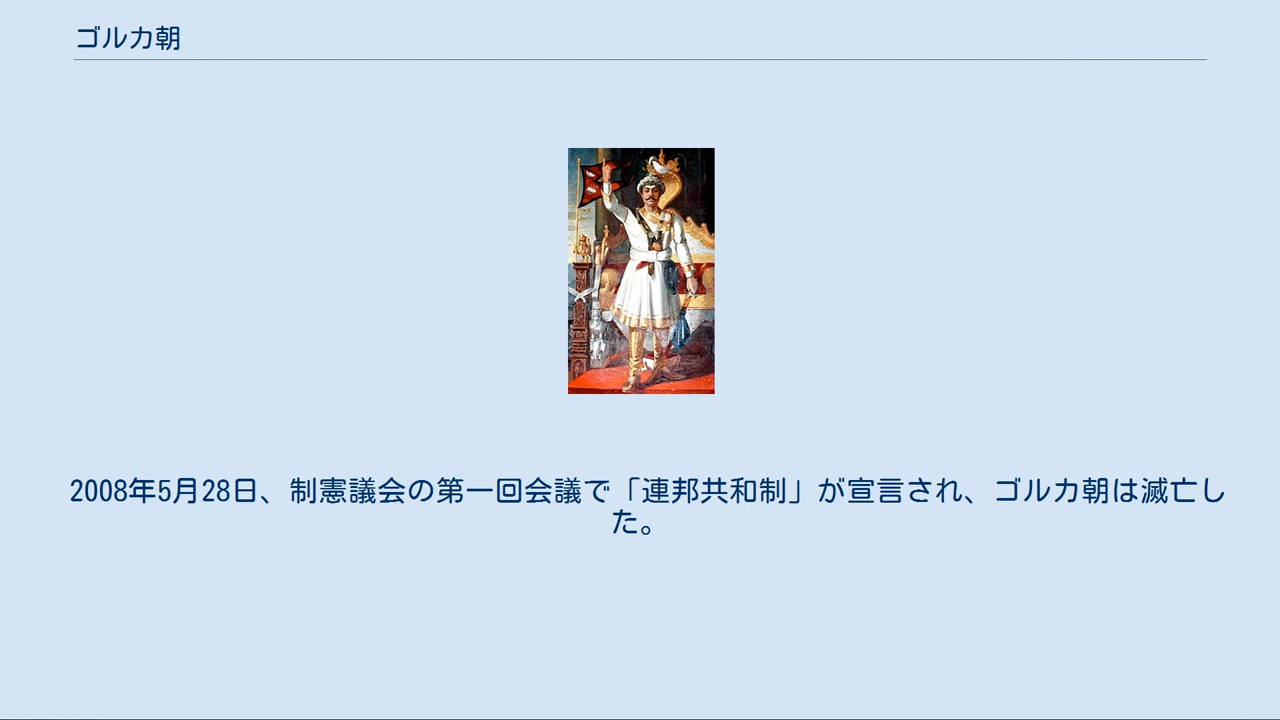 ゴルカ朝
2008年5月28日、制憲議会の第一回会議で「連邦共和制」が宣言され、ゴルカ朝は滅亡し
た。